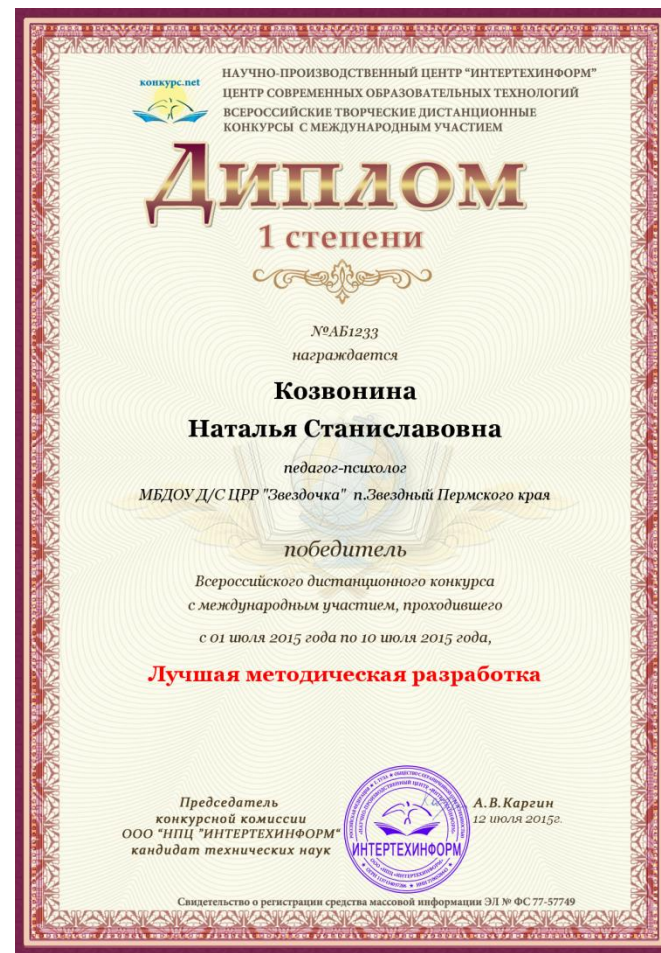 конкурс.net
НАУЧНО-ПРОИЗВОДСТВЕННЫЙ ЦЕНТР "ИНТЕРТЕХИНФОРМ"
ЦЕНТР СОВРЕМЕННЫХ ОБРАЗОВАТЕЛЬНЫХ ТЕХНОЛОГИЙ
ВСЕРОССИЙСКИЕ ТВОРЧЕСКИЕ ДИСТАНЦИОННЫЕ
КОНКУРСЫ С МЕЖДУНАРОДНЫМ УЧАСТИЕМ
Диплом
1 степени
№АБ1233
награждается
Козвонина
Наталья Станиславовна
педагог-психолог
МБДОУ Д/С ЦРР "Звездочка" п.Звездный Пермского края
победитель
Всероссийского дистанционного конкурса
с международным участием, проходившего
с 01 июля 2015 года по 10 июля 2015 года,
Лучшая методическая разработка
Председатель
конкурсной комиссии
ООО "НПЦ "ИНТЕРТЕХИНФОРМ"
кандидат технических наук
ИНТЕРТЕХИНФОРМ
А.В.Каргин
12 июля 2015г.
Свидетельство о регистрации средства массовой информации ЭЛ № ФС 77-57749